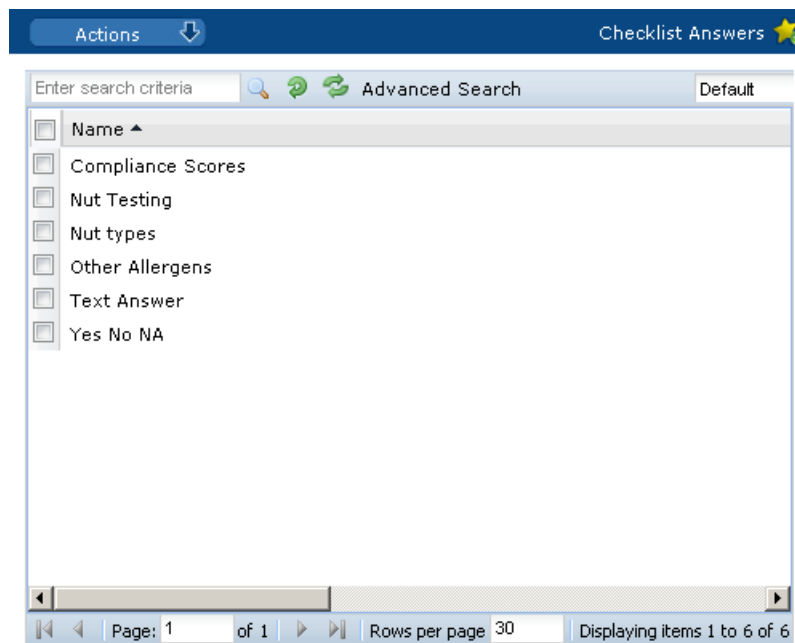 Actions Checklist Answers
Enter search criteria Advanced Search Default
Name
Compliance Scores
Nut Testing
Nut types
Other Allergens
Text Answer
Yes No NA
Page: 1 of 1 Rows per page 30 Displaying items 1 to 6 of 6